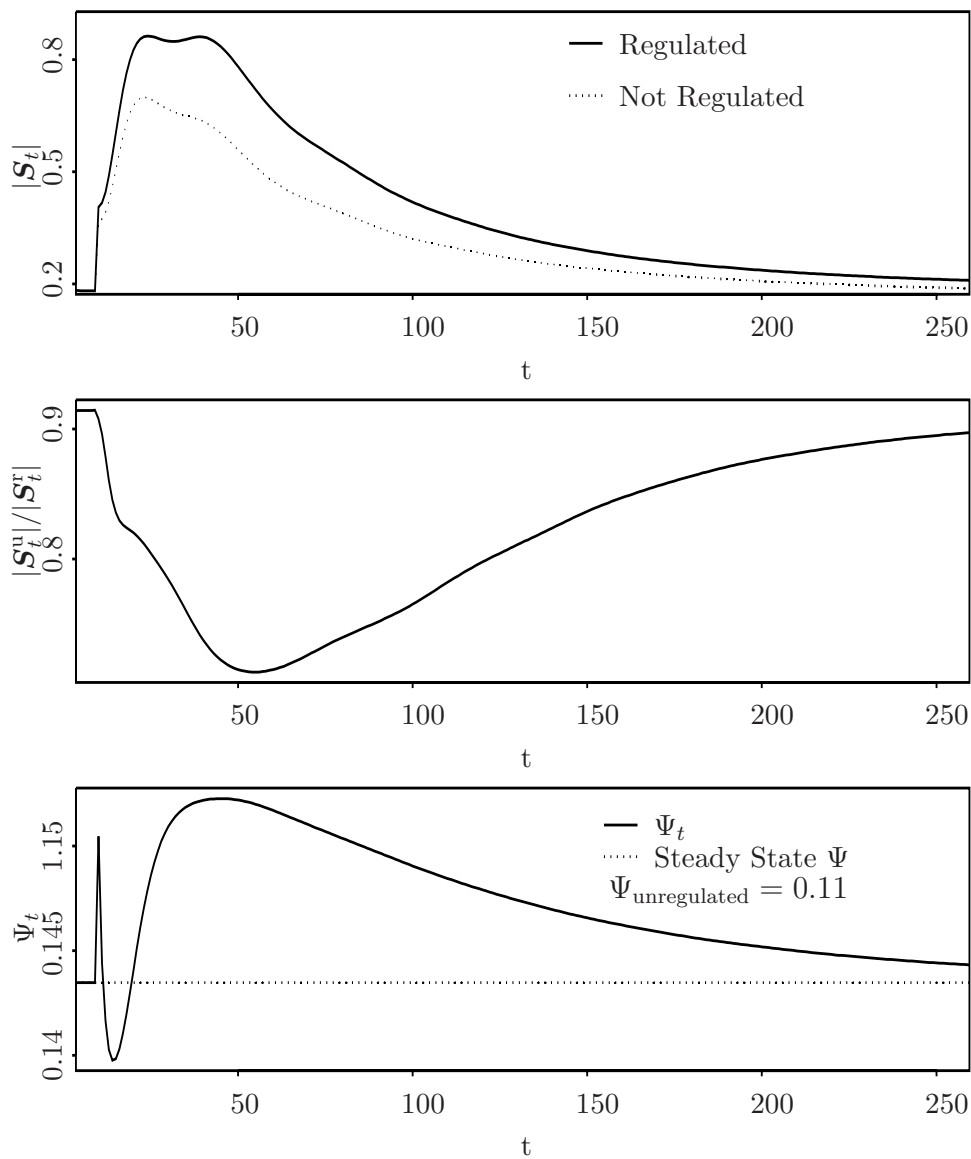 Regulated
Not Regulated
0.8
0.5
0.2
|S_t|
50 100 150 200 250
t
0.9
0.8
|S_t^u|/|S_t^r|
50 100 150 200 250
t
Ψ_t
Steady State Ψ
Ψ_unregulated = 0.11
1.15
0.145
0.14
Ψ_t
50 100 150 200 250
t